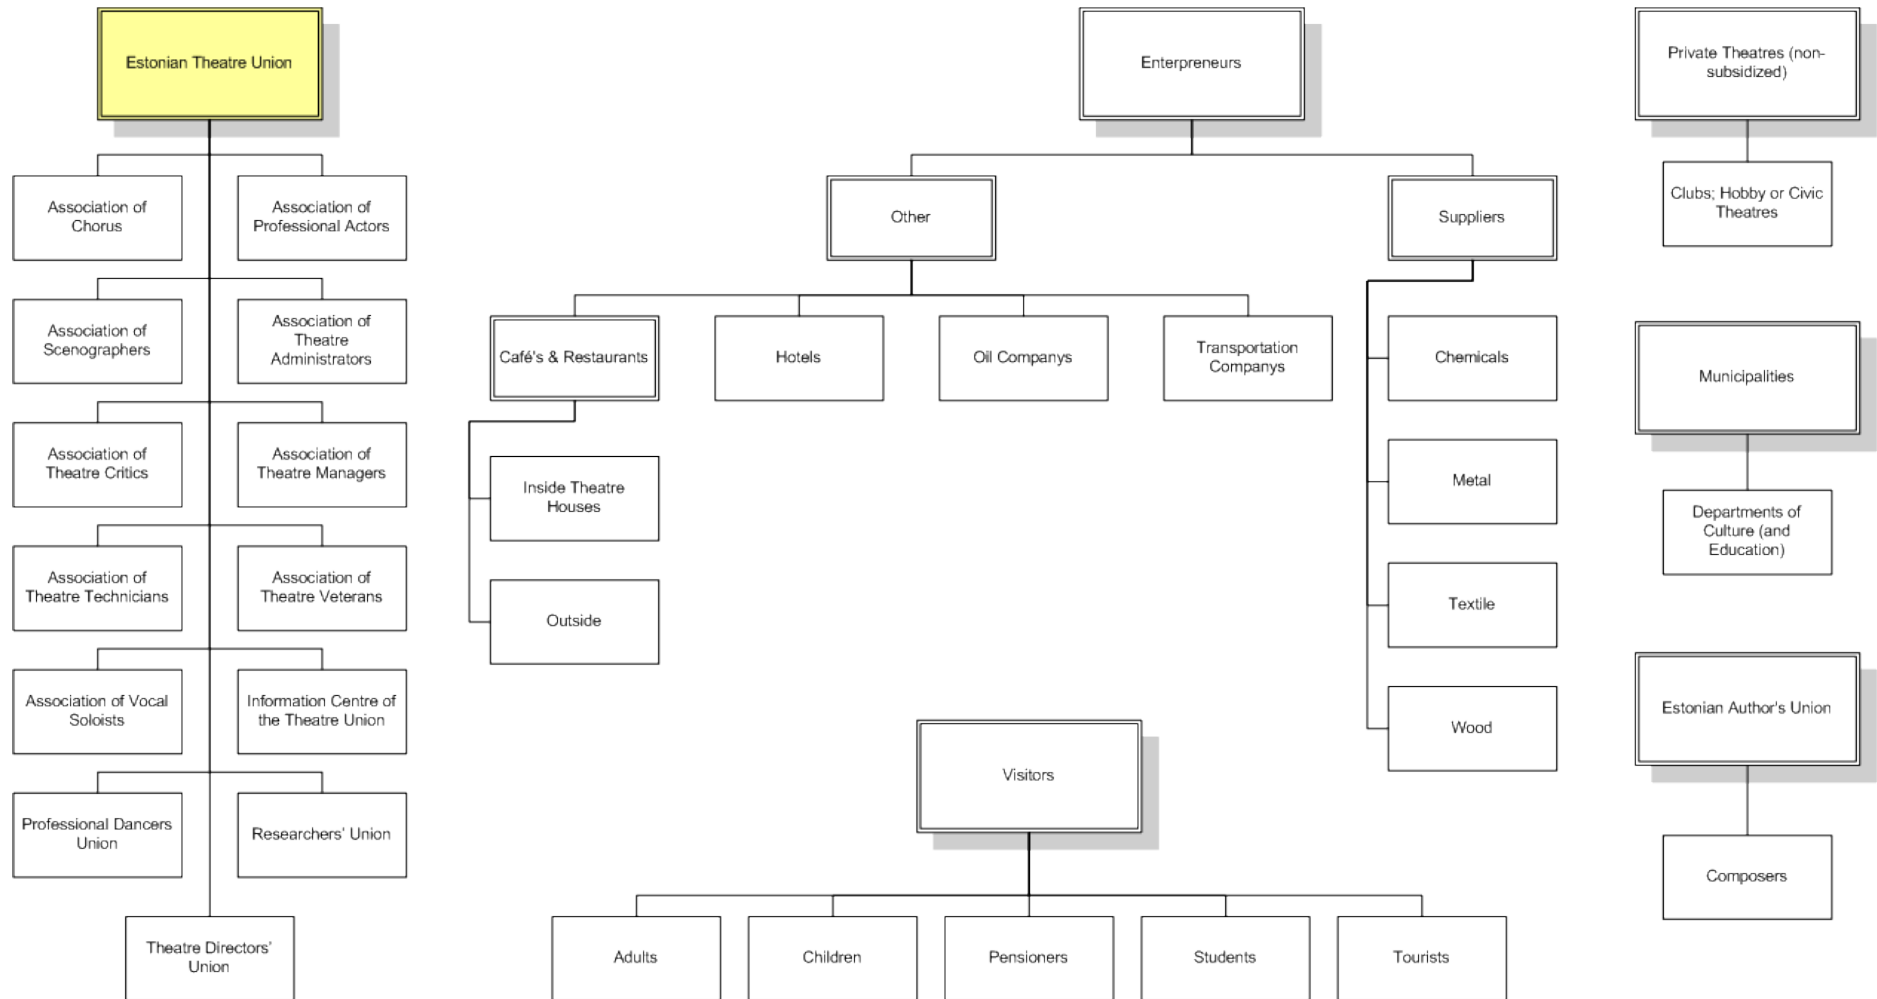 Estonian Theatre Union
Association of
Chorus
Association of
Professional Actors
Association of
Scenographers
Association of
Theatre
Administrators
Association of
Theatre Critics
Association of
Theatre Managers
Association of
Theatre Technicians
Association of
Theatre Veterans
Association of Vocal
Soloists
Information Centre of
the Theatre Union
Professional Dancers
Union
Researchers' Union
Theatre Directors'
Union
Enterpreneurs
Other
Suppliers
Café's & Restaurants
Hotels
Oil Companys
Transportation
Companys
Inside Theatre
Houses
Outside
Chemicals
Metal
Textile
Wood
Visitors
Adults
Children
Pensioners
Students
Tourists
Private Theatres (non-
subsidized)
Clubs; Hobby or Civic
Theatres
Municipalities
Departments of
Culture (and
Education)
Estonian Author's Union
Composers